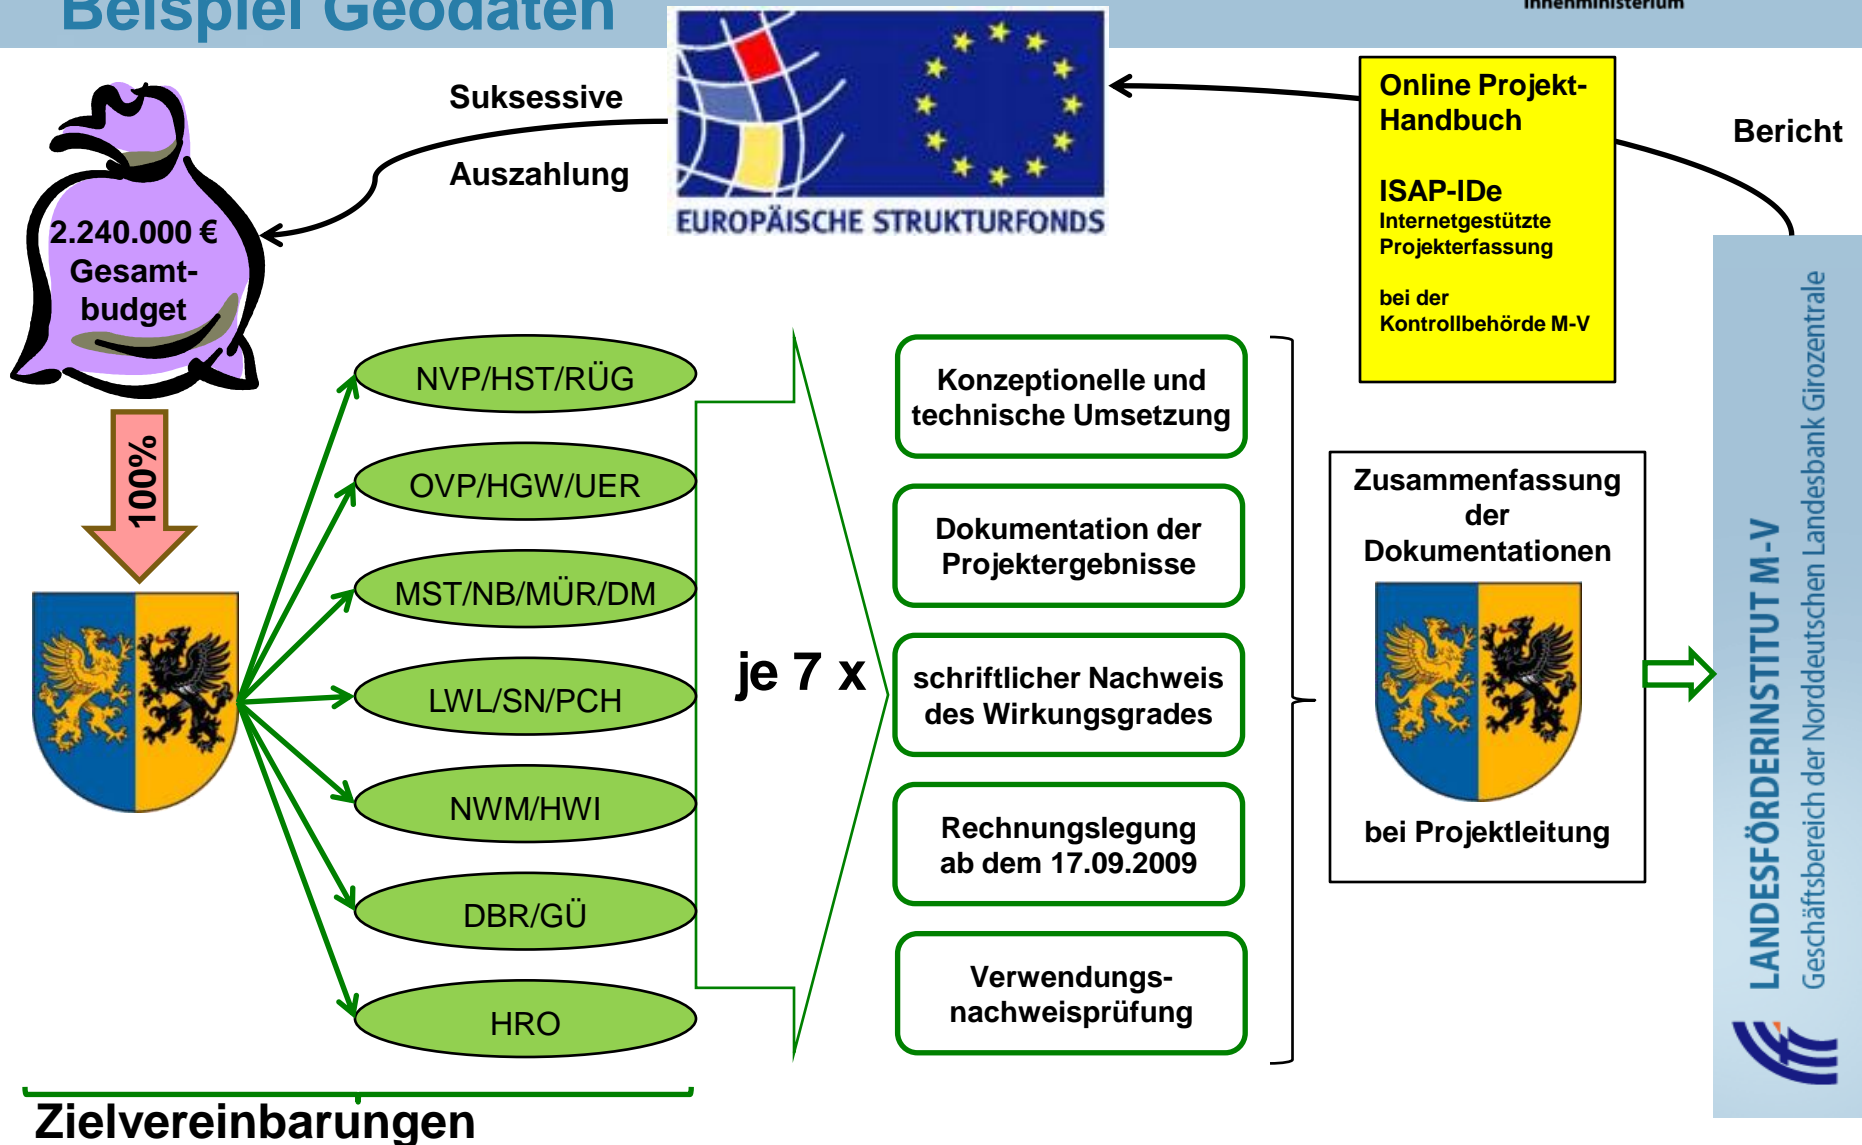 Beispiel Geodaten
Innenministerium
Suksessive
Auszahlung
EUROPÄISCHE STRUKTURFONDS
Online Projekt-
Handbuch
ISAP-IDe
Internetgestützte
Projekterfassung
bei der
Kontrollbehörde M-V
Bericht
2.240.000 €
Gesamt-
budget
100%
NVP/HST/RÜG
OVP/HGW/UER
MST/NB/MÜR/DM
LWL/SN/PCH
NWM/HWI
DBR/GÜ
HRO
je 7 x
Konzeptionelle und
technische Umsetzung
Dokumentation der
Projektergebnisse
schriftlicher Nachweis
des Wirkungsgrades
Rechnungslegung
ab dem 17.09.2009
Verwendungs-
nachweisprüfung
Zusammenfassung
der
Dokumentationen
bei Projektleitung
LANDESFÖRDERINSTITUT M-V
Geschäftsbereich der Norddeutschen Landesbank Girozentrale
Zielvereinbarungen